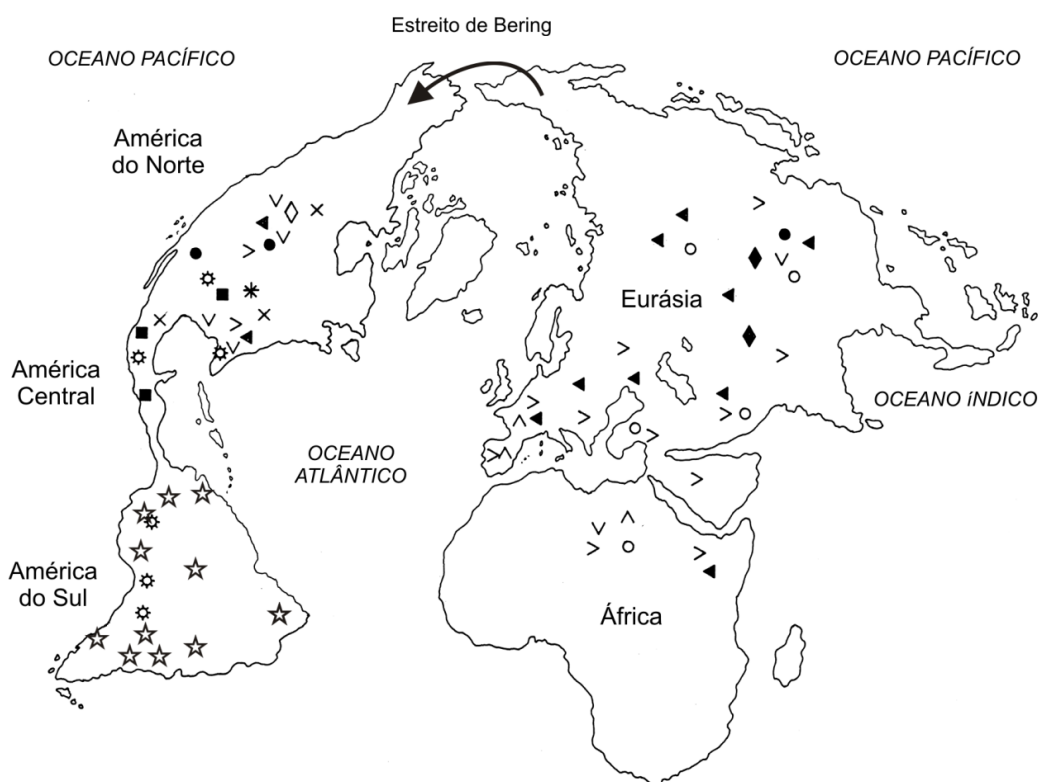 Estreito de Bering
OCEANO PACÍFICO
OCEANO PACÍFICO
América
do Norte
Eurásia
América
Central
OCEANO íNDICO
OCEANO
ATLÂNTICO
América
do Sul
África